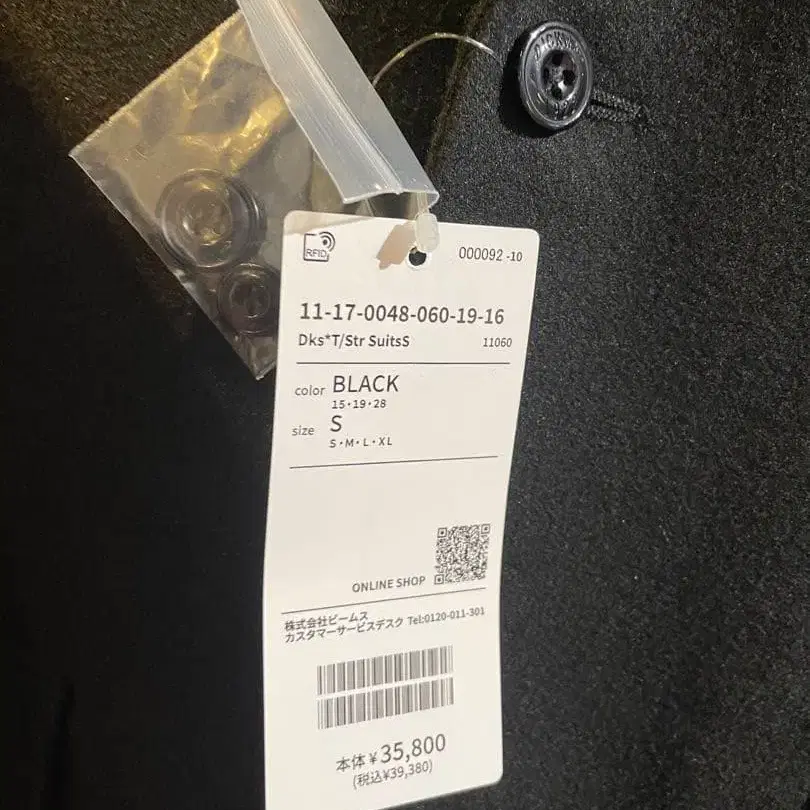 DICKIES
RFID
000092 -10
11-17-0048-060-19-16
Dks*T/Str SuitsS 11060
color BLACK
15・19・28
size S
S・M・L・XL
ONLINE SHOP
株式会社ビームス
カスタマーサービスデスク Tel:0120-011-301
本体¥35,800
(税込¥39,380)